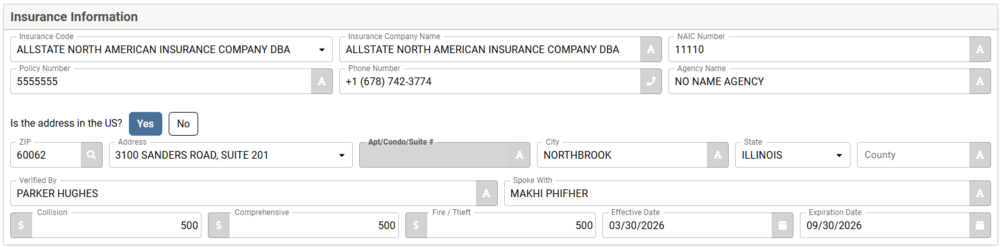 Insurance Information
Insurance Code Insurance Company Name NAIC Number
ALLSTATE NORTH AMERICAN INSURANCE COMPANY DBA ALLSTATE NORTH AMERICAN INSURANCE COMPANY DBA A 11110 A
Policy Number Phone Number Agency Name
5555555 A +1 (678) 742-3774 NO NAME AGENCY A
Is the address in the US? Yes No
ZIP Address Apt/Condo/Suite # City State
60062 3100 SANDERS ROAD, SUITE 201 A NORTHBROOK A ILLINOIS County A
Verified By Spoke With
PARKER HUGHES A MAKHI PHIFHER A
Collision Comprehensive Fire / Theft Effective Date Expiration Date
$ 500 $ 500 $ 500 03/30/2026 09/30/2026